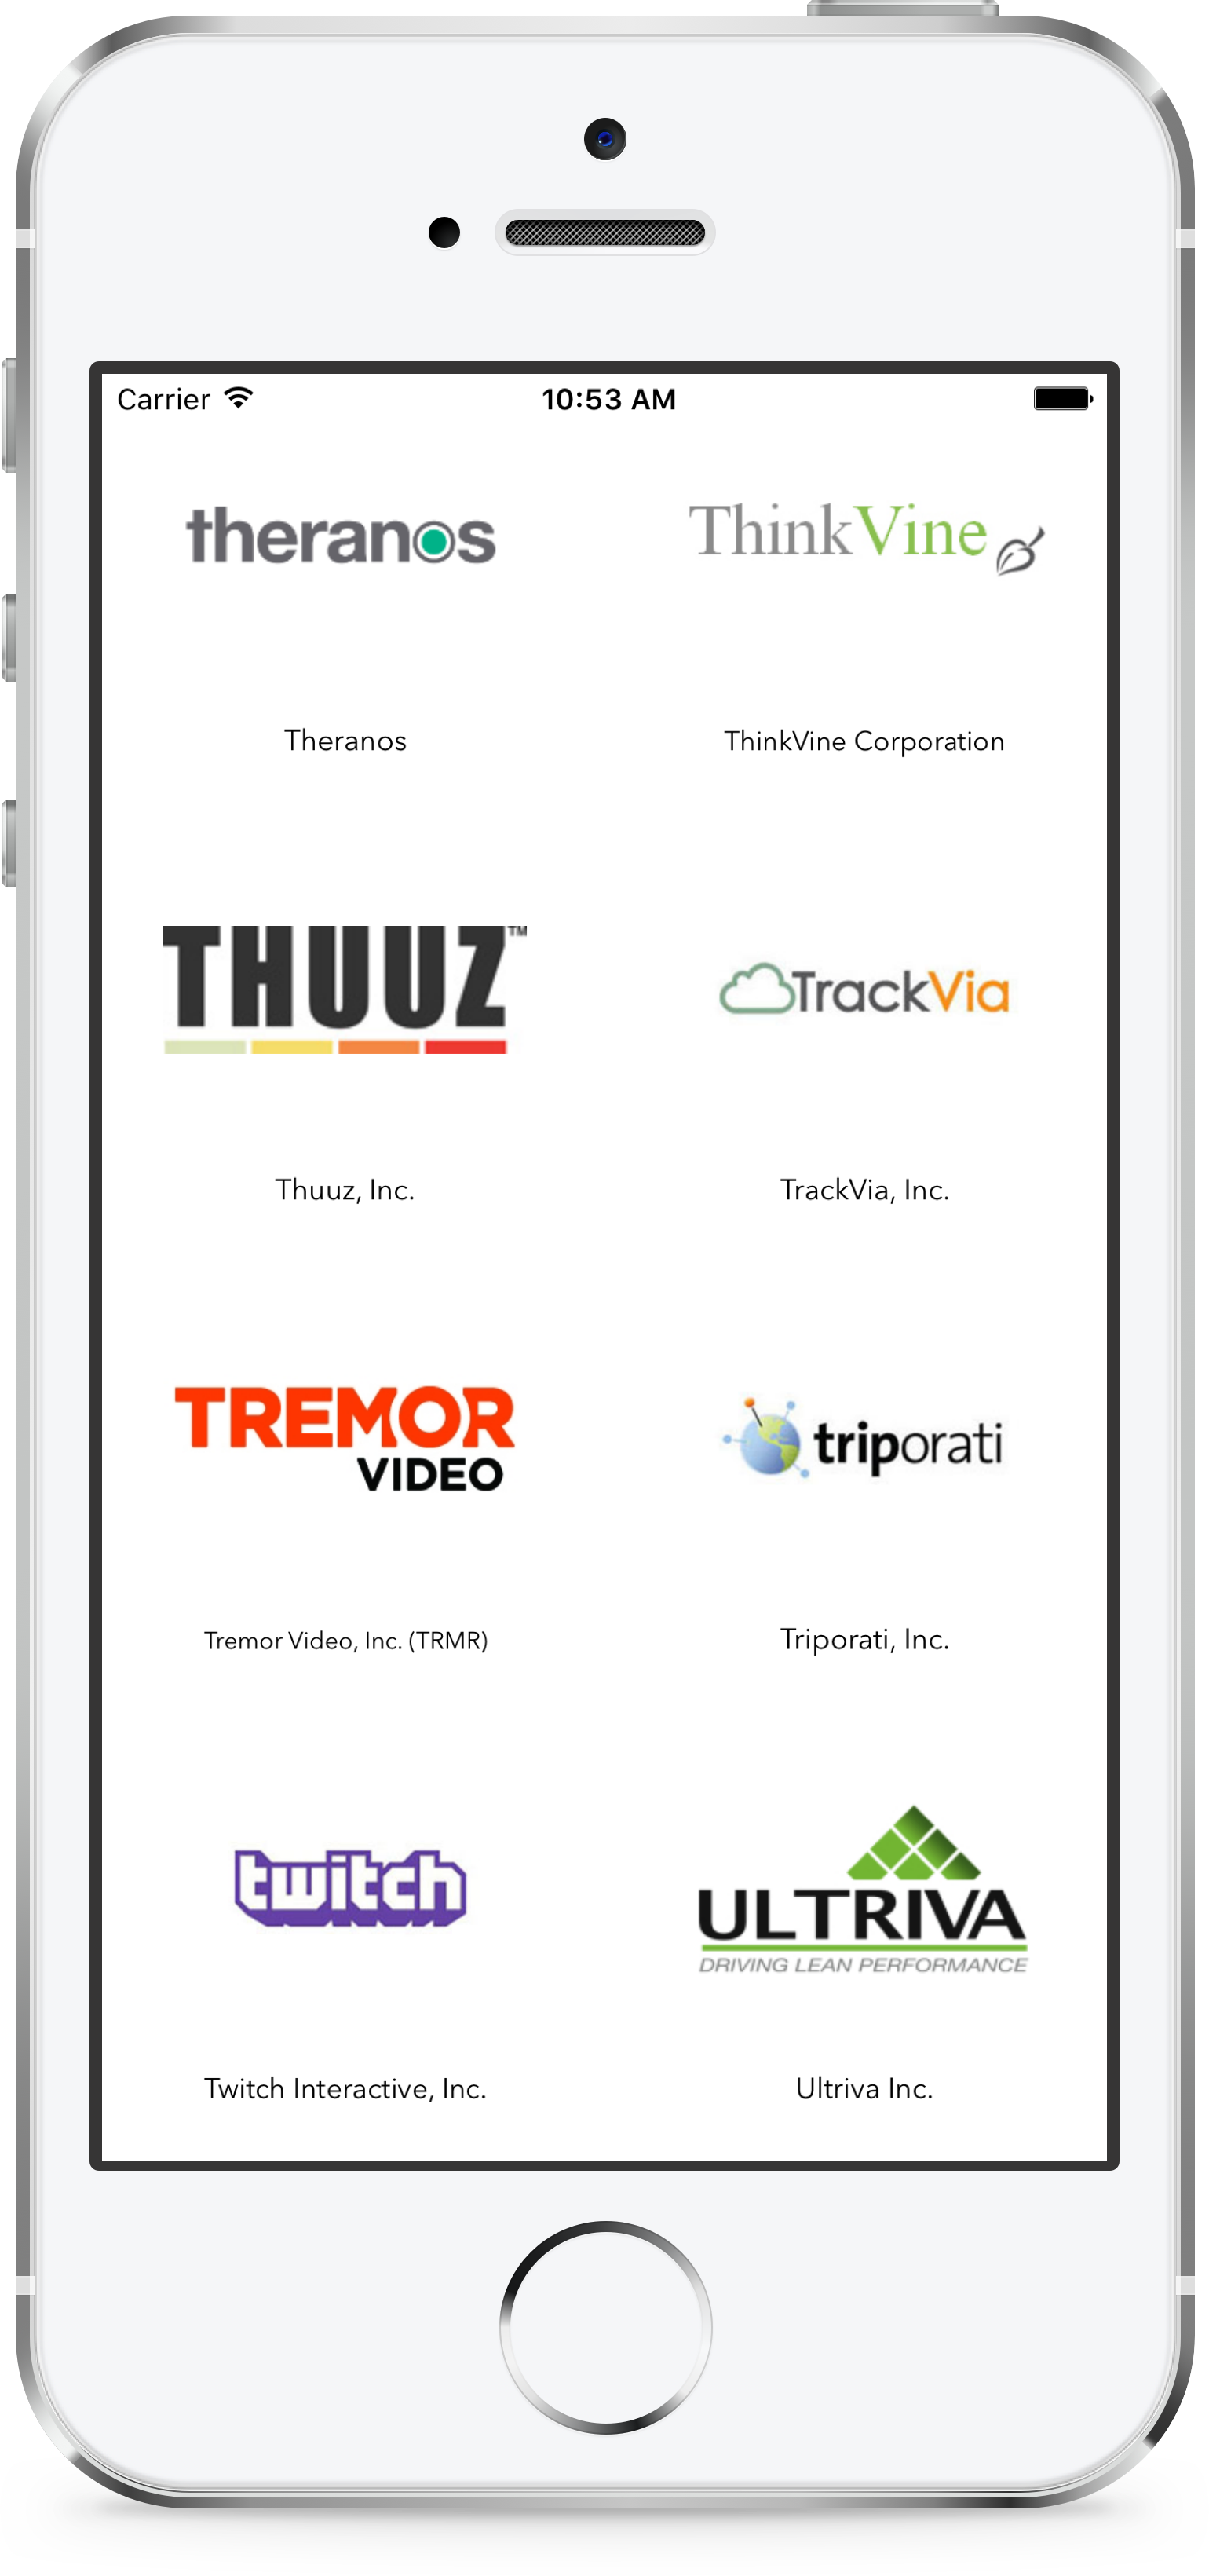 Carrier 10:53 AM
theranos ThinkVine
Theranos ThinkVine Corporation
THUUZ™ TrackVia
Thuuz, Inc. TrackVia, Inc.
TREMOR
VIDEO
triporati
Tremor Video, Inc. (TRMR) Triporati, Inc.
twitch
ULTRIVA
DRIVING LEAN PERFORMANCE
Twitch Interactive, Inc. Ultriva Inc.